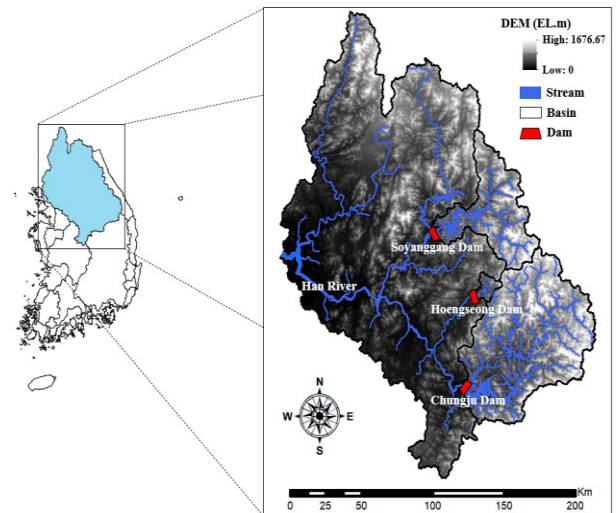 DEM (EL.m)
High: 1676.67
Low: 0
Stream
Basin
Dam
Soyanggang Dam
Han River
Hoengseong Dam
Chungju Dam
N
W E
S
Km
0 25 50 100 150 200